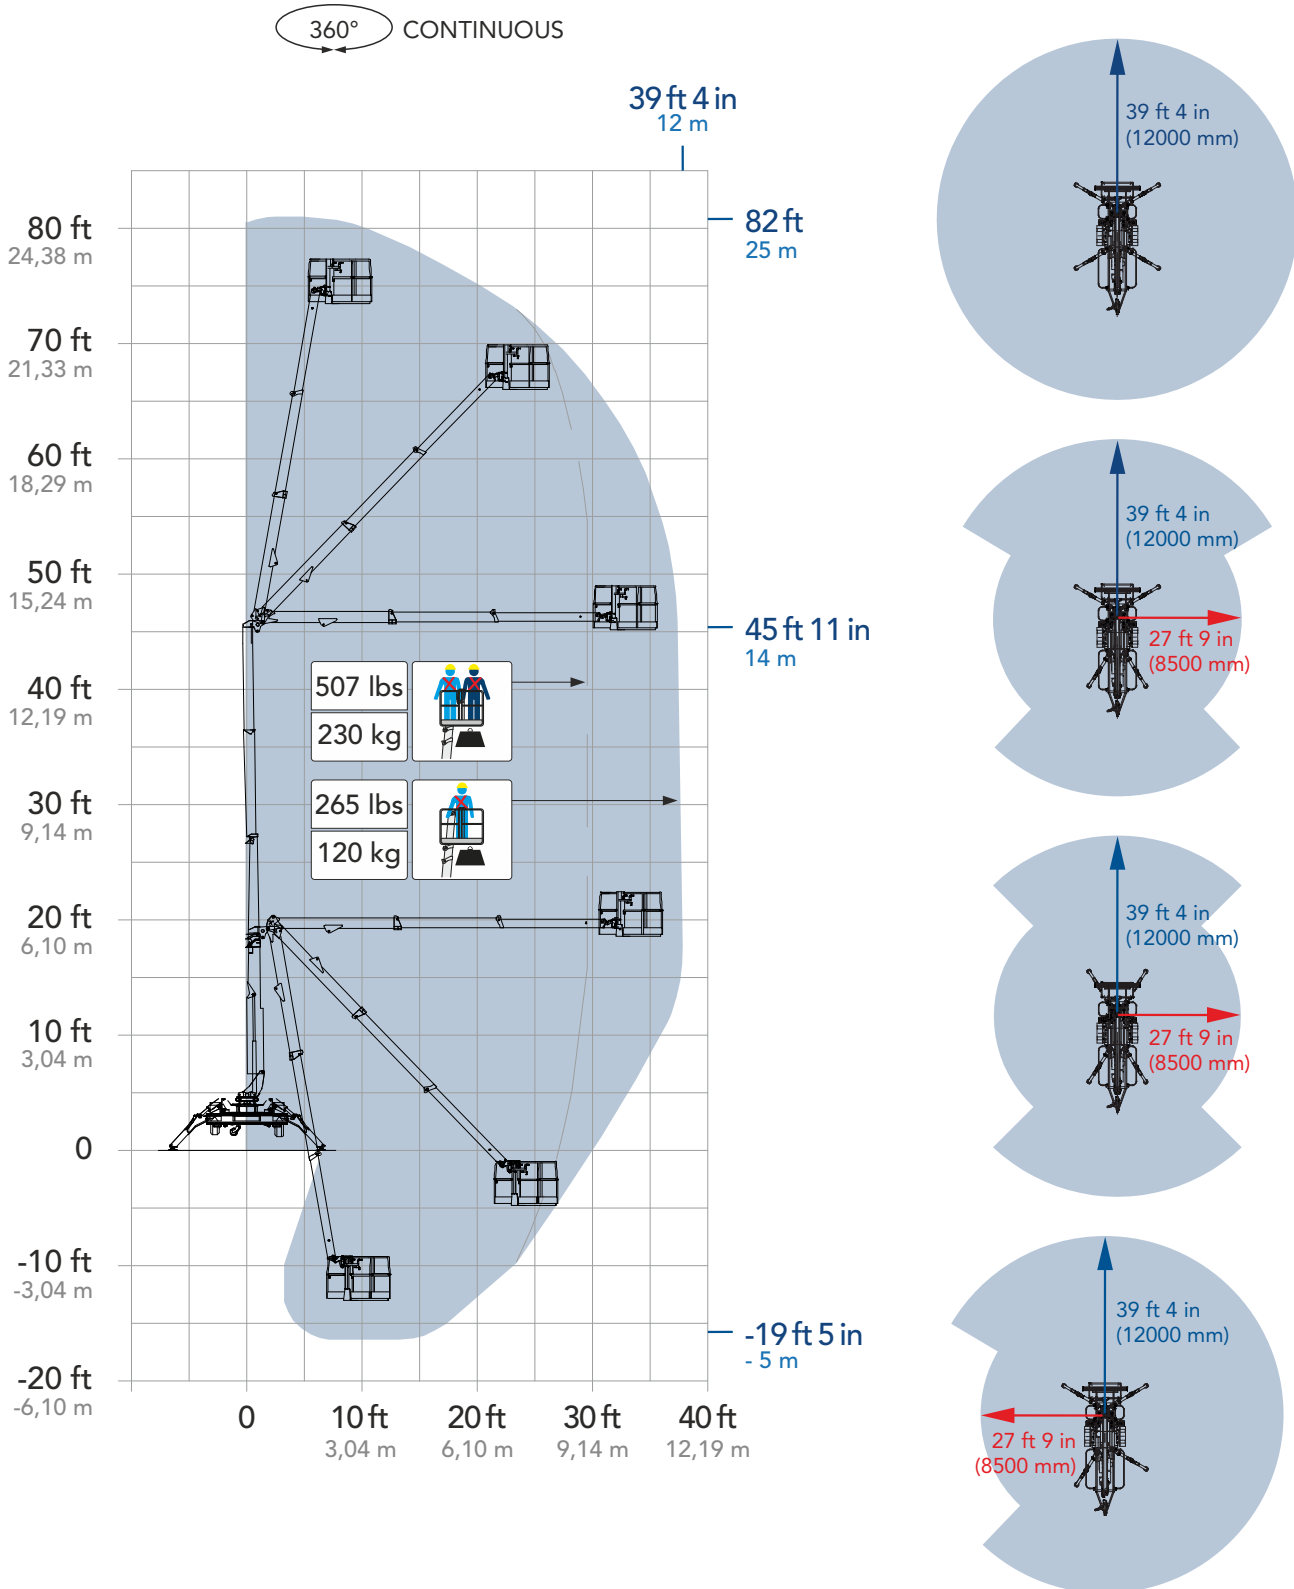 360° CONTINUOUS
39 ft 4 in
12 m
80 ft
24,38 m
70 ft
21,33 m
60 ft
18,29 m
50 ft
15,24 m
40 ft
12,19 m
30 ft
9,14 m
20 ft
6,10 m
10 ft
3,04 m
0
-10 ft
-3,04 m
-20 ft
-6,10 m
82 ft
25 m
45 ft 11 in
14 m
-19 ft 5 in
- 5 m
507 lbs
230 kg
265 lbs
120 kg
0
10 ft
3,04 m
20 ft
6,10 m
30 ft
9,14 m
40 ft
12,19 m
39 ft 4 in
(12000 mm)
39 ft 4 in
(12000 mm)
27 ft 9 in
(8500 mm)
39 ft 4 in
(12000 mm)
27 ft 9 in
(8500 mm)
39 ft 4 in
(12000 mm)
27 ft 9 in
(8500 mm)